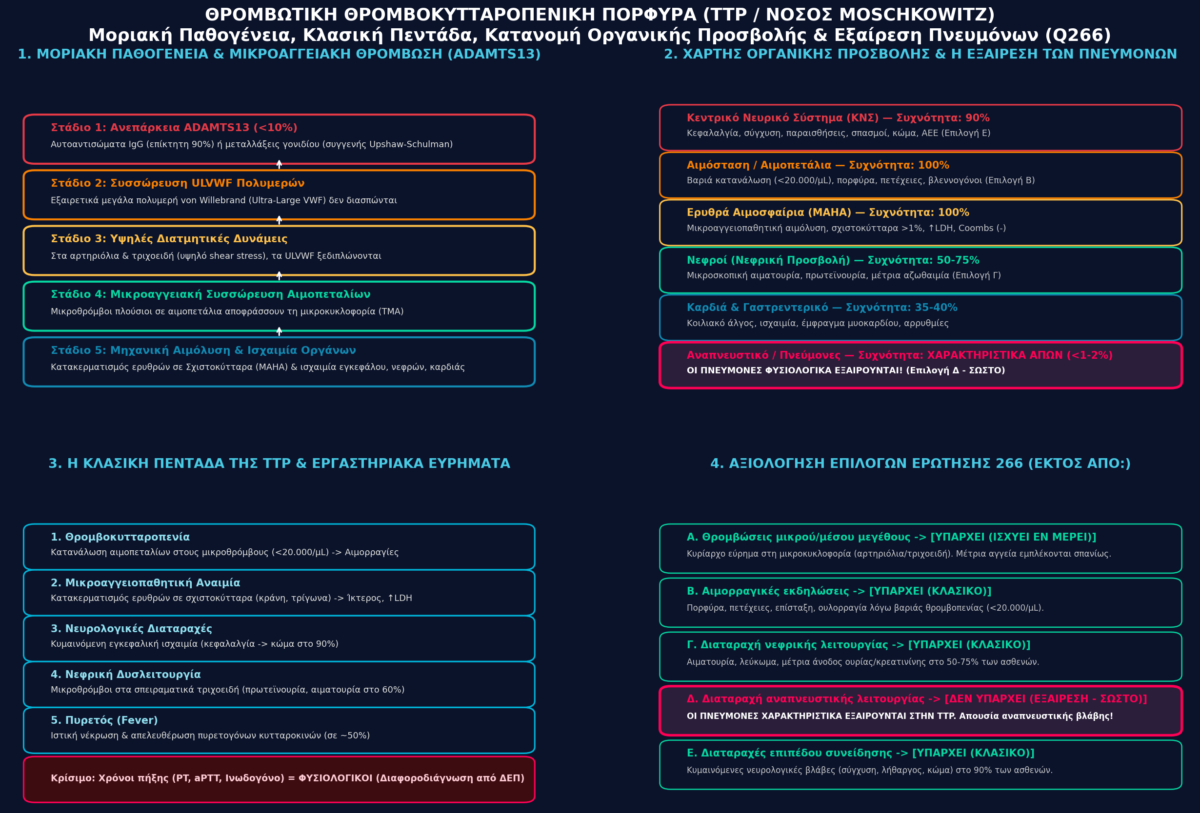 ΘΡΟΜΒΩΤΙΚΗ ΘΡΟΜΒΟΚΥΤΤΑΡΟΠΕΝΙΚΗ ΠΟΡΦΥΡΑ (TTP / ΝΟΣΟΣ MOSCHKOWITZ)
Μοριακή Παθογένεια, Κλασική Πεντάδα, Κατανομή Οργανικής Προσβολής & Εξαίρεση Πνευμόνων (Q266)
1. ΜΟΡΙΑΚΗ ΠΑΘΟΓΕΝΕΙΑ & ΜΙΚΡΟΑΓΓΕΙΑΚΗ ΘΡΟΜΒΩΣΗ (ADAMTS13)
Στάδιο 1: Ανεπάρκεια ADAMTS13 (<10%)
Αυτοαντισώματα IgG (επίκτητη 90%) ή μεταλλάξεις γονιδίου (συγγενής Upshaw-Schulman)
Στάδιο 2: Συσσώρευση ULVWF Πολυμερών
Εξαιρετικά μεγάλα πολυμερή von Willebrand (Ultra-Large VWF) δεν διασπώνται
Στάδιο 3: Υψηλές Διατμητικές Δυνάμεις
Στα αρτηριόλια & τριχοειδή (υψηλό shear stress), τα ULVWF ξεδιπλώνονται
Στάδιο 4: Μικροαγγειακή Συσσώρευση Αιμοπεταλίων
Μικροθρόμβοι πλούσιοι σε αιμοπετάλια αποφράσσουν τη μικροκυκλοφορία (TMA)
Στάδιο 5: Μηχανική Αιμόλυση & Ισχαιμία Οργάνων
Κατακερματισμός ερυθρών σε Σχιστοκύτταρα (MAHA) & ισχαιμία εγκεφάλου, νεφρών, καρδιάς
2. ΧΑΡΤΗΣ ΟΡΓΑΝΙΚΗΣ ΠΡΟΣΒΟΛΗΣ & Η ΕΞΑΙΡΕΣΗ ΤΩΝ ΠΝΕΥΜΟΝΩΝ
Κεντρικό Νευρικό Σύστημα (ΚΝΣ) — Συχνότητα: 90%
Κεφαλαλγία, σύγχυση, παραισθήσεις, σπασμοί, κώμα, ΑΕΕ (Επιλογή Ε)
Αιμόσταση / Αιμοπετάλια — Συχνότητα: 100%
Βαριά κατανάλωση (<20.000/μL), πορφύρα, πετέχειες, βλεννογόνοι (Επιλογή Β)
Ερυθρά Αιμοσφαίρια (MAHA) — Συχνότητα: 100%
Μικροαγγειοπαθητική αιμόλυση, σχιστοκύτταρα >1%, ↑LDH, Coombs (-)
Νεφροί (Νεφρική Προσβολή) — Συχνότητα: 50-75%
Μικροσκοπική αιματουρία, πρωτεϊνουρία, μέτρια αζωθαιμία (Επιλογή Γ)
Καρδιά & Γαστρεντερικό — Συχνότητα: 35-40%
Κοιλιακό άλγος, ισχαιμία, έμφραγμα μυοκαρδίου, αρρυθμίες
Αναπνευστικό / Πνεύμονες — Συχνότητα: ΧΑΡΑΚΤΗΡΙΣΤΙΚΑ ΑΠΩΝ (<1-2%)
ΟΙ ΠΝΕΥΜΟΝΕΣ ΦΥΣΙΟΛΟΓΙΚΑ ΕΞΑΙΡΟΥΝΤΑΙ! (Επιλογή Δ - ΣΩΣΤΟ)
3. Η ΚΛΑΣΙΚΗ ΠΕΝΤΑΔΑ ΤΗΣ TTP & ΕΡΓΑΣΤΗΡΙΑΚΑ ΕΥΡΗΜΑΤΑ
1. Θρομβοκυτταροπενία
Κατανάλωση αιμοπεταλίων στους μικροθρόμβους (<20.000/μL) -> Αιμορραγίες
2. Μικροαγγειοπαθητική Αναιμία
Κατακερματισμός ερυθρών σε σχιστοκύτταρα (κράνη, τρίγωνα) -> Ίκτερος, ↑LDH
3. Νευρολογικές Διαταραχές
Κυμαινόμενη εγκεφαλική ισχαιμία (κεφαλαλγία -> κώμα στο 90%)
4. Νεφρική Δυσλειτουργία
Μικροθρόμβοι στα σπειραματικά τριχοειδή (πρωτεϊνουρία, αιματουρία στο 60%)
5. Πυρετός (Fever)
Ιστική νέκρωση & απελευθέρωση πυρετογόνων κυτταροκινών (σε ~50%)
Κρίσιμο: Χρόνοι πήξης (PT, aPTT, Ινωδογόνο) = ΦΥΣΙΟΛΟΓΙΚΟΙ (Διαφοροδιάγνωση από ΔΕΠ)
4. ΑΞΙΟΛΟΓΗΣΗ ΕΠΙΛΟΓΩΝ ΕΡΩΤΗΣΗΣ 266 (ΕΚΤΟΣ ΑΠΟ:)
Α. Θρομβώσεις μικρού/μέσου μεγέθους -> [ΥΠΑΡΧΕΙ (ΙΣΧΥΕΙ ΕΝ ΜΕΡΕΙ)]
Κυρίαρχο εύρημα στη μικροκυκλοφορία (αρτηριόλια/τριχοειδή). Μέτρια αγγεία εμπλέκονται σπανίως.
Β. Αιμορραγικές εκδηλώσεις -> [ΥΠΑΡΧΕΙ (ΚΛΑΣΙΚΟ)]
Πορφύρα, πετέχειες, επίσταξη, ουλορραγία λόγω βαριάς θρομβοπενίας (<20.000/μL).
Γ. Διαταραχή νεφρικής λειτουργίας -> [ΥΠΑΡΧΕΙ (ΚΛΑΣΙΚΟ)]
Αιματουρία, λεύκωμα, μέτρια άνοδος ουρίας/κρεατινίνης στο 50-75% των ασθενών.
Δ. Διαταραχή αναπνευστικής λειτουργίας -> [ΔΕΝ ΥΠΑΡΧΕΙ (ΕΞΑΙΡΕΣΗ - ΣΩΣΤΟ)]
ΟΙ ΠΝΕΥΜΟΝΕΣ ΧΑΡΑΚΤΗΡΙΣΤΙΚΑ ΕΞΑΙΡΟΥΝΤΑΙ ΣΤΗΝ TTP. Απουσία αναπνευστικής βλάβης!
Ε. Διαταραχές επιπέδου συνείδησης -> [ΥΠΑΡΧΕΙ (ΚΛΑΣΙΚΟ)]
Κυμαινόμενες νευρολογικές βλάβες (σύγχυση, λήθαργος, κώμα) στο 90% των ασθενών.